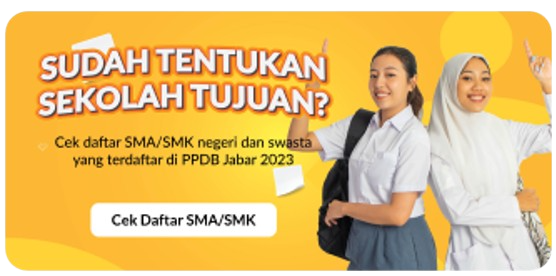 SUDAH TENTUKAN
SEKOLAH TUJUAN?
Cek daftar SMA/SMK negeri dan swasta
yang terdaftar di PPDB Jabar 2023
Cek Daftar SMA/SMK